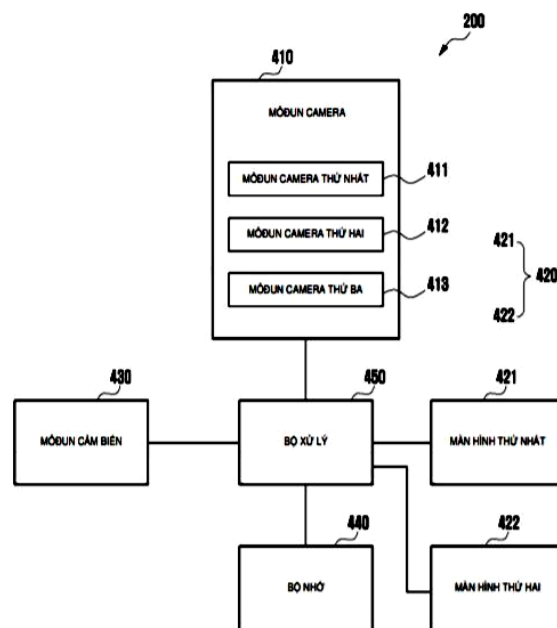 200
410
MÔĐUN CAMERA
MÔĐUN CAMERA THỨ NHẤT
411
MÔĐUN CAMERA THỨ HAI
412
421
420
MÔĐUN CAMERA THỨ BA
413
422
430
450
421
MÔĐUN CẢM BIẾN
BỘ XỬ LÝ
MÀN HÌNH THỨ NHẤT
440
422
BỘ NHỚ
MÀN HÌNH THỨ HAI